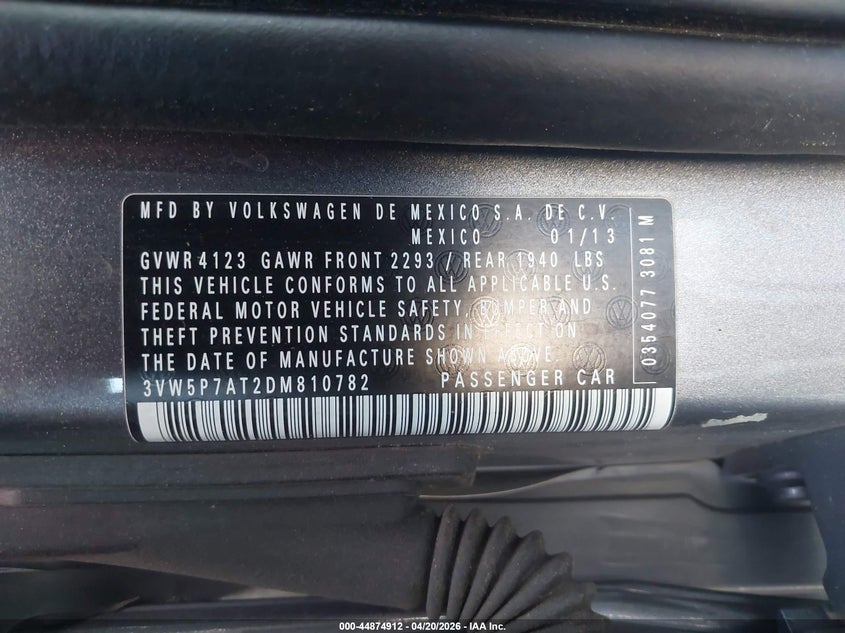 MFD BY VOLKSWAGEN DE MEXICO S.A. DE C.V.
MEXICO 01/13
GVWR 4123 GAWR FRONT 2293 / REAR 1940 LBS
THIS VEHICLE CONFORMS TO ALL APPLICABLE U.S.
FEDERAL MOTOR VEHICLE SAFETY, BUMPER AND
THEFT PREVENTION STANDARDS IN EFFECT ON
THE DATE OF MANUFACTURE SHOWN ABOVE.
3VW5P7AT2DM810782 PASSENGER CAR
0354077 3081 M
000-44874912 - 04/20/2026 - IAA Inc.